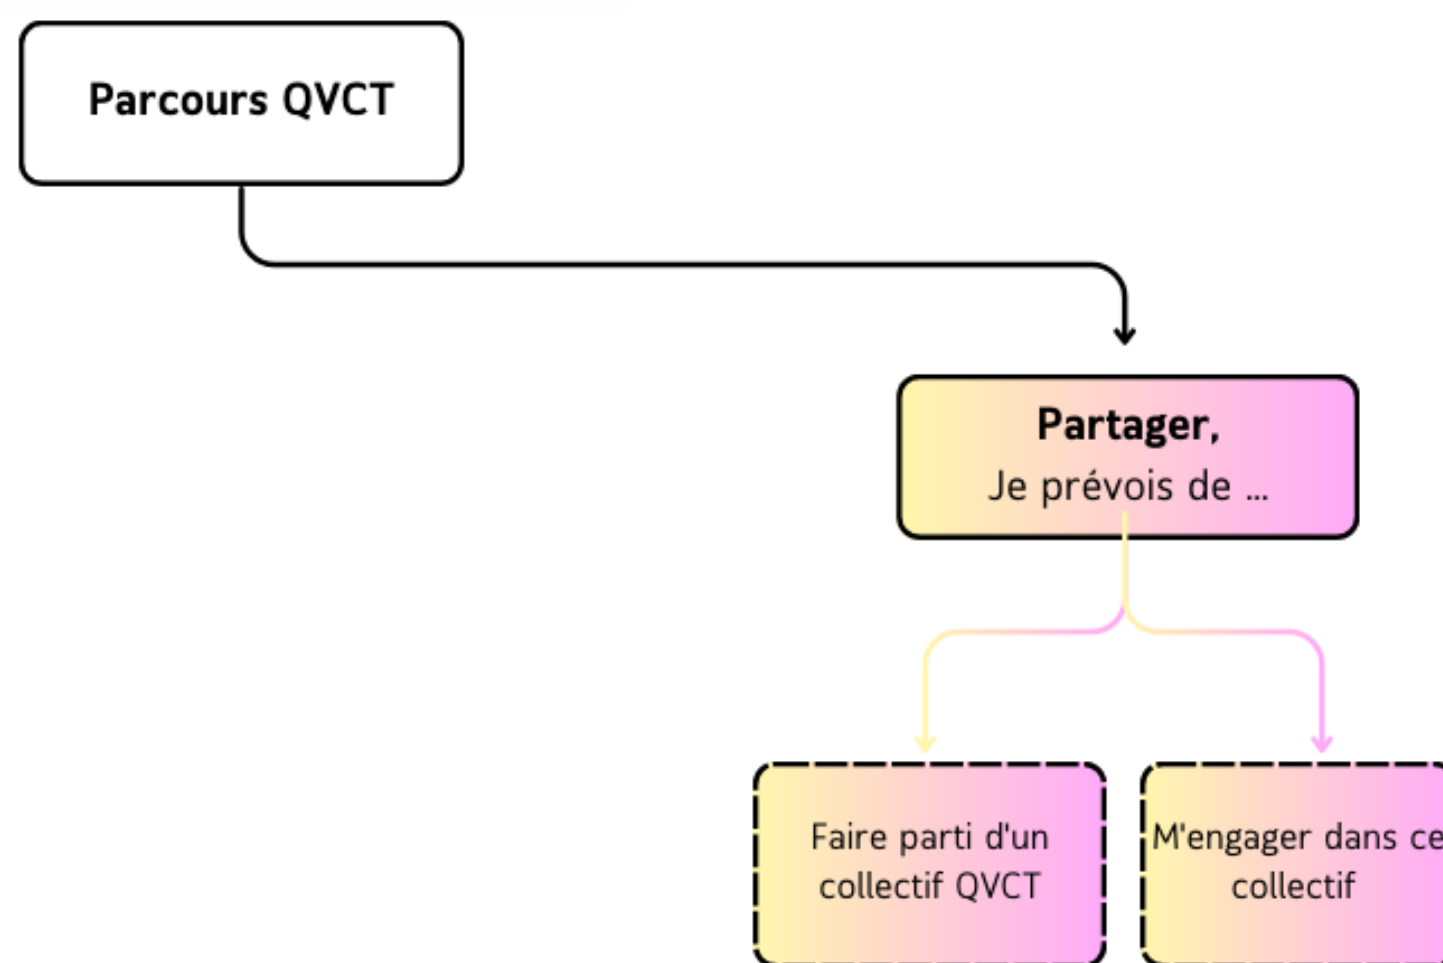 Parcours QVCT
Partager,
Je prévois de ...
Faire parti d'un
collectif QVCT
M'engager dans ce
collectif